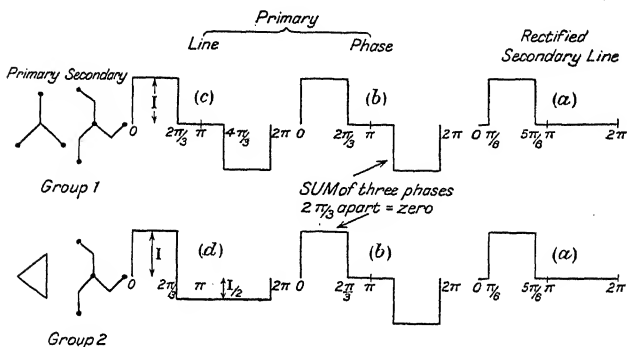 Primary
Line Phase Rectified
Secondary Line
Primary Secondary
(c) (b) (a)
I
0 2π/3 π 4π/3 2π 0 2π/3 π 2π 0 π/6 5π/6 π 2π
Group 1
SUM of three phases
2π/3 apart = zero
(d) (b) (a)
I
0 2π/3 π I/2 2π 0 2π/3 π 2π 0 π/6 5π/6 π 2π
Group 2